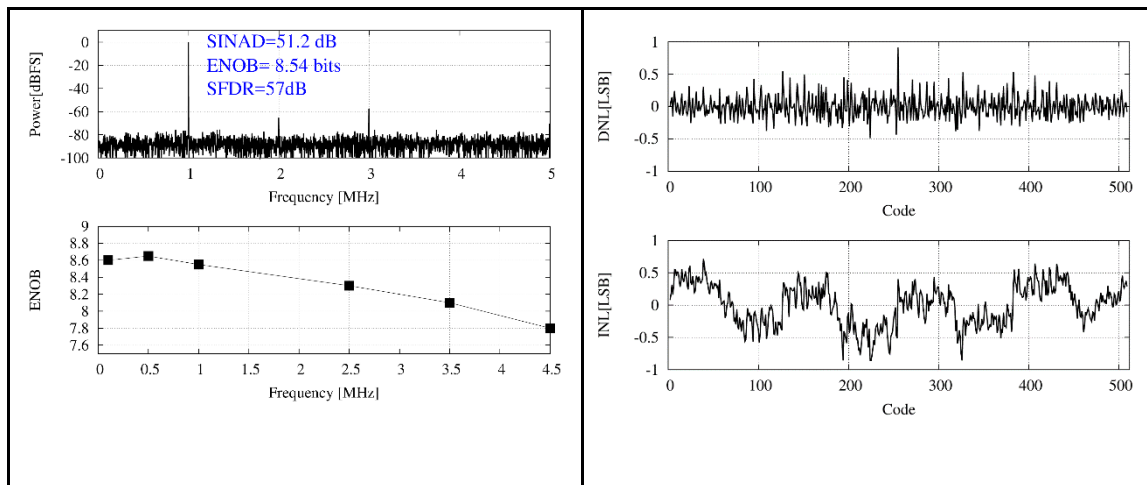 SINAD=51.2 dB
ENOB= 8.54 bits
SFDR=57dB
Power[dBFS]
0
-20
-40
-60
-80
-100
0 1 2 3 4 5
Frequency [MHz]
ENOB
9
8.8
8.6
8.4
8.2
8
7.8
7.6
0 0.5 1 1.5 2 2.5 3 3.5 4 4.5
Frequency [MHz]
DNL[LSB]
1
0.5
0
-0.5
-1
0 100 200 300 400 500
Code
INL[LSB]
1
0.5
0
-0.5
-1
0 100 200 300 400 500
Code